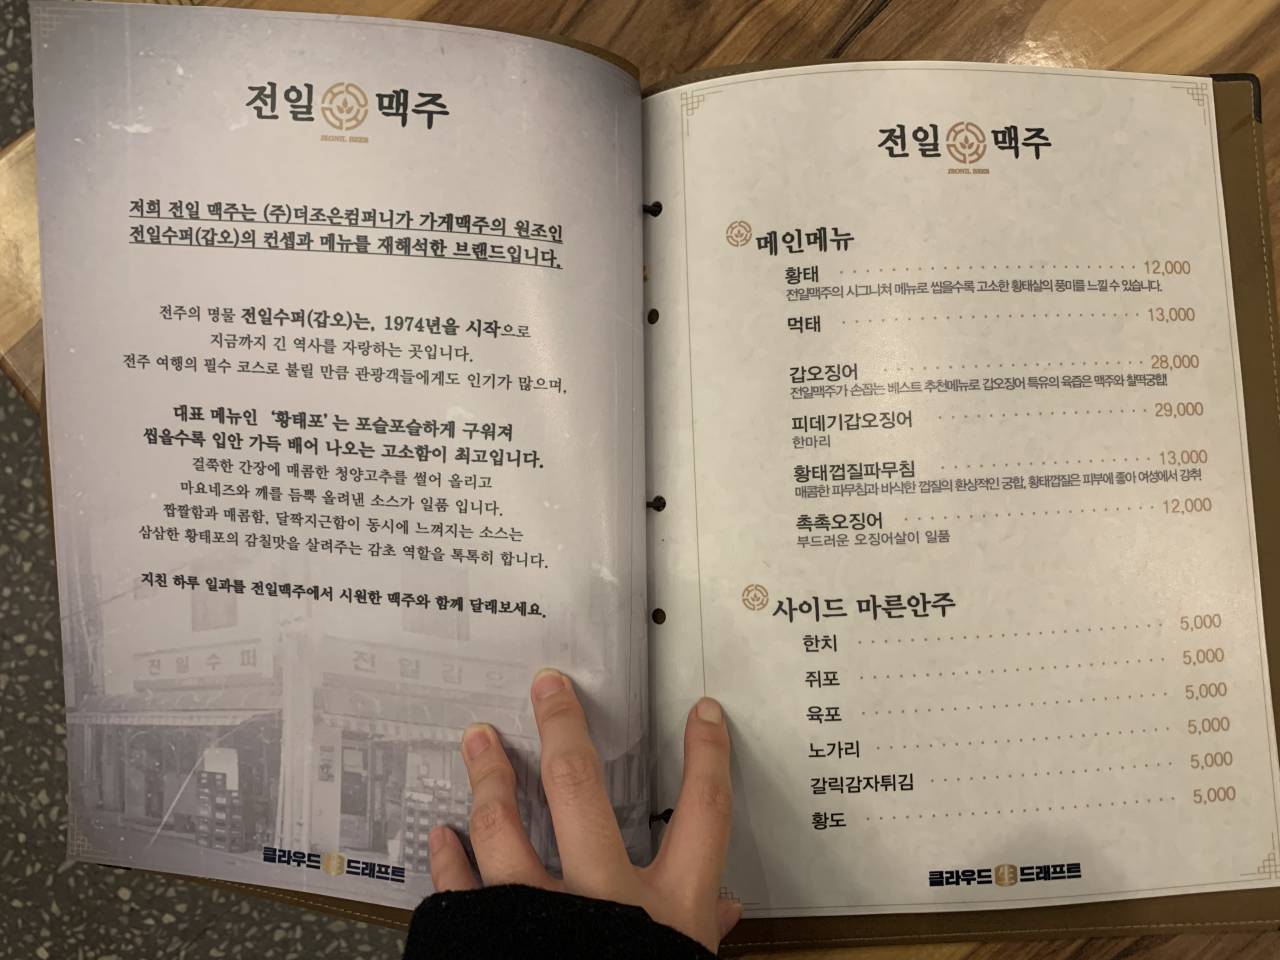 전일 맥주
JEONIL BEER
저희 전일 맥주는 (주)더조은컴퍼니가 가게맥주의 원조인
전일수퍼(갑오)의 컨셉과 메뉴를 재해석한 브랜드입니다.
전주의 명물 전일수퍼(갑오)는, 1974년을 시작으로
지금까지 긴 역사를 자랑하는 곳입니다.
전주 여행의 필수 코스로 불릴 만큼 관광객들에게도 인기가 많으며,
대표 메뉴인 '황태포'는 포슬포슬하게 구워져
씹을수록 입안 가득 배어 나오는 고소함이 최고입니다.
걸쭉한 간장에 매콤한 청양고추를 썰어 올리고
마요네즈와 깨를 듬뿍 올려낸 소스가 일품 입니다.
짭짤함과 매콤함, 달짝지근함이 동시에 느껴지는 소스는
삼삼한 황태포의 감칠맛을 살려주는 감초 역할을 톡톡히 합니다.
지친 하루 일과를 전일맥주에서 시원한 맥주와 함께 달래보세요.
전일수퍼 전일갑오
클라우드 生 드래프트
전일 맥주
JEONIL BEER
메인메뉴
황태 12,000
전일맥주의 시그니쳐 메뉴로 씹을수록 고소한 황태살의 풍미를 느낄 수 있습니다.
먹태 13,000
갑오징어 28,000
전일맥주가 손꼽는 베스트 추천메뉴로 갑오징어 특유의 육즙은 맥주와 찰떡궁합!
피데기갑오징어 29,000
한마리
황태껍질파무침 13,000
매콤한 파무침과 바삭한 껍질의 환상적인 궁합, 황태껍질은 피부에 좋아 여성에서 강추!
촉촉오징어 12,000
부드러운 오징어살이 일품
사이드 마른안주
한치 5,000
쥐포 5,000
육포 5,000
노가리 5,000
갈릭감자튀김 5,000
황도 5,000
클라우드 生 드래프트